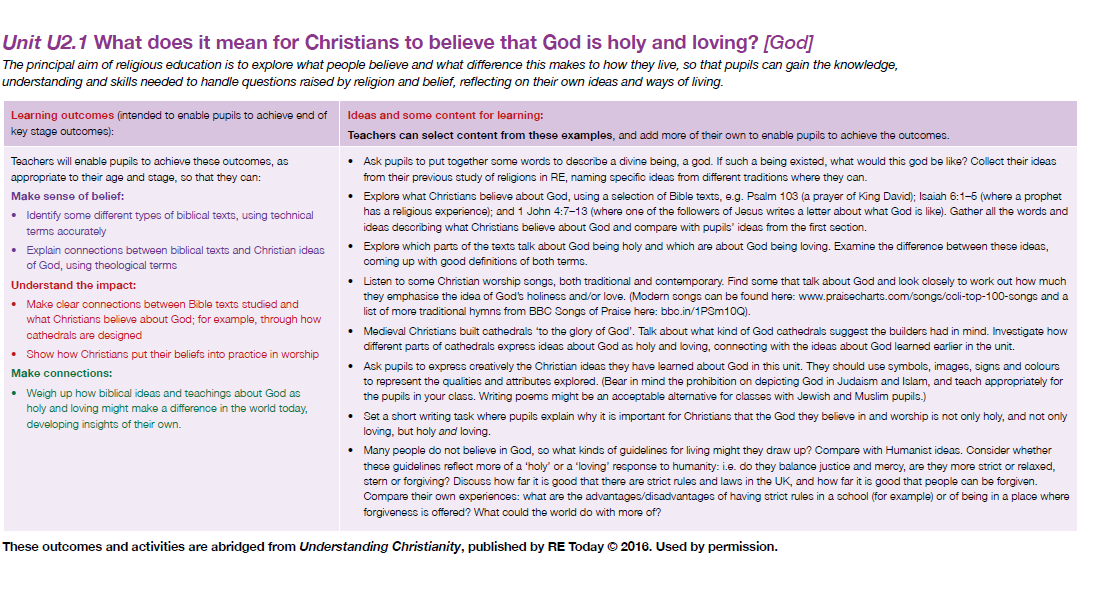 Unit U2.1 What does it mean for Christians to believe that God is holy and loving? [God]
The principal aim of religious education is to explore what people believe and what difference this makes to how they live, so that pupils can gain the knowledge,
understanding and skills needed to handle questions raised by religion and belief, reflecting on their own ideas and ways of living.
Learning outcomes (intended to enable pupils to achieve end of
key stage outcomes):
Teachers will enable pupils to achieve these outcomes, as
appropriate to their age and stage, so that they can:
Make sense of belief:
• Identify some different types of biblical texts, using technical
terms accurately
• Explain connections between biblical texts and Christian ideas
of God, using theological terms
Understand the impact:
• Make clear connections between Bible texts studied and
what Christians believe about God; for example, through how
cathedrals are designed
• Show how Christians put their beliefs into practice in worship
Make connections:
• Weigh up how biblical ideas and teachings about God as
holy and loving might make a difference in the world today,
developing insights of their own.
Ideas and some content for learning:
Teachers can select content from these examples, and add more of their own to enable pupils to achieve the outcomes.
• Ask pupils to put together some words to describe a divine being, a god. If such a being existed, what would this god be like? Collect their ideas
from their previous study of religions in RE, naming specific ideas from different traditions where they can.
• Explore what Christians believe about God, using a selection of Bible texts, e.g. Psalm 103 (a prayer of King David); Isaiah 6:1–5 (where a prophet
has a religious experience); and 1 John 4:7–13 (where one of the followers of Jesus writes a letter about what God is like). Gather all the words and
ideas describing what Christians believe about God and compare with pupils' ideas from the first section.
• Explore which parts of the texts talk about God being holy and which are about God being loving. Examine the difference between these ideas,
coming up with good definitions of both terms.
• Listen to some Christian worship songs, both traditional and contemporary. Find some that talk about God and look closely to work out how much
they emphasise the idea of God's holiness and/or love. (Modern songs can be found here: www.praisecharts.com/songs/ccli-top-100-songs and a
list of more traditional hymns from BBC Songs of Praise here: bbc.in/1PSm10Q).
• Medieval Christians built cathedrals 'to the glory of God'. Talk about what kind of God cathedrals suggest the builders had in mind. Investigate how
different parts of cathedrals express ideas about God as holy and loving, connecting with the ideas about God learned earlier in the unit.
• Ask pupils to express creatively the Christian ideas they have learned about God in this unit. They should use symbols, images, signs and colours
to represent the qualities and attributes explored. (Bear in mind the prohibition on depicting God in Judaism and Islam, and teach appropriately for
the pupils in your class. Writing poems might be an acceptable alternative for classes with Jewish and Muslim pupils.)
• Set a short writing task where pupils explain why it is important for Christians that the God they believe in and worship is not only holy, and not only
loving, but holy and loving.
• Many people do not believe in God, so what kinds of guidelines for living might they draw up? Compare with Humanist ideas. Consider whether
these guidelines reflect more of a 'holy' or a 'loving' response to humanity: i.e. do they balance justice and mercy, are they more strict or relaxed,
stern or forgiving? Discuss how far it is good that there are strict rules and laws in the UK, and how far it is good that people can be forgiven.
Compare their own experiences: what are the advantages/disadvantages of having strict rules in a school (for example) or of being in a place where
forgiveness is offered? What could the world do with more of?
These outcomes and activities are abridged from Understanding Christianity, published by RE Today © 2016. Used by permission.